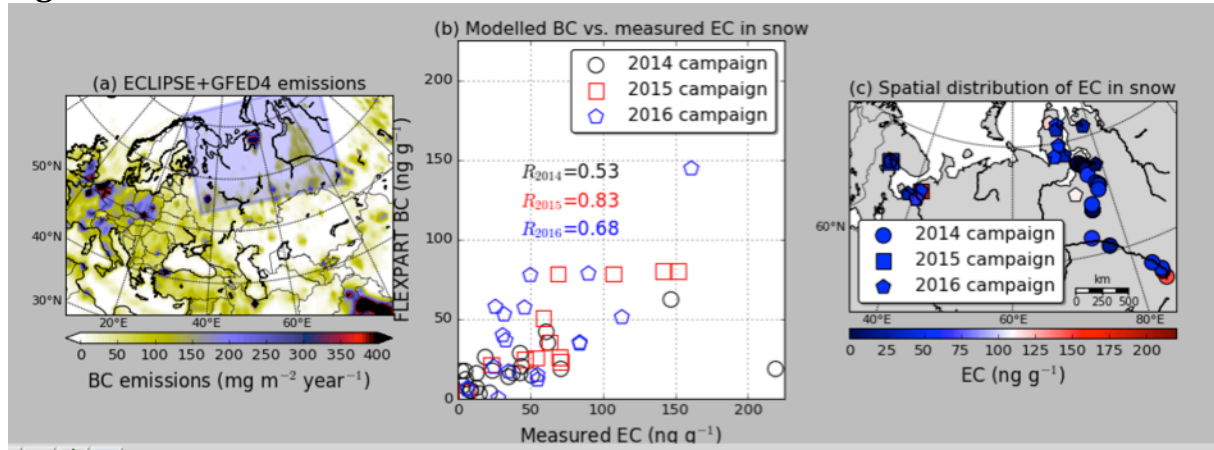 (a) ECLIPSE+GFED4 emissions
50°N
40°N
30°N
20°E 40°E 60°E
0 50 100 150 200 250 300 350 400
BC emissions (mg m⁻² year⁻¹)
(b) Modelled BC vs. measured EC in snow
FLEXPART BC (ng g⁻¹)
200
150
100
50
0
2014 campaign
2015 campaign
2016 campaign
R₂₀₁₄=0.53
R₂₀₁₅=0.83
R₂₀₁₆=0.68
0 50 100 150 200
Measured EC (ng g⁻¹)
(c) Spatial distribution of EC in snow
60°N
2014 campaign
2015 campaign
2016 campaign
km
0 250 500
40°E 60°E 80°E
0 25 50 75 100 125 150 175 200
EC (ng g⁻¹)